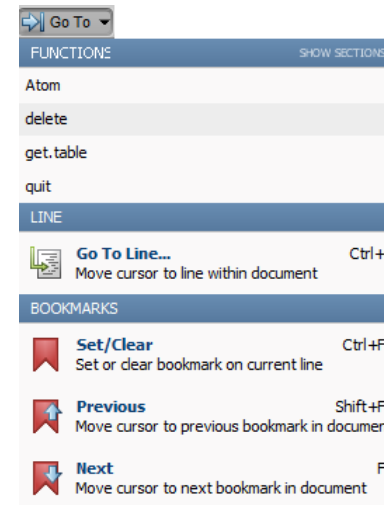 Go To
FUNCTIONS SHOW SECTIONS
Atom
delete
get.table
quit
LINE
Go To Line... Ctrl+
Move cursor to line within document
BOOKMARKS
Set/Clear Ctrl+F
Set or clear bookmark on current line
Previous Shift+F
Move cursor to previous bookmark in documen
Next F
Move cursor to next bookmark in document